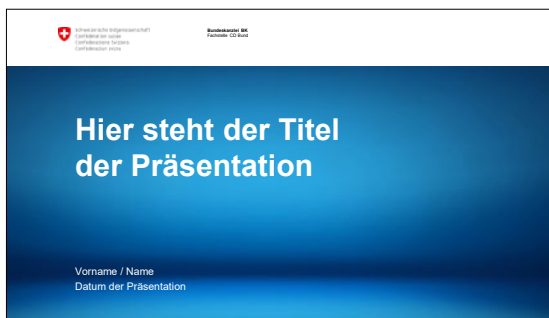 Schweizerische Eidgenossenschaft
Confédération suisse
Confederazione Svizzera
Confederaziun svizra
Bundeskanzlei BK
Fachstelle CD Bund
Hier steht der Titel
der Präsentation
Vorname / Name
Datum der Präsentation